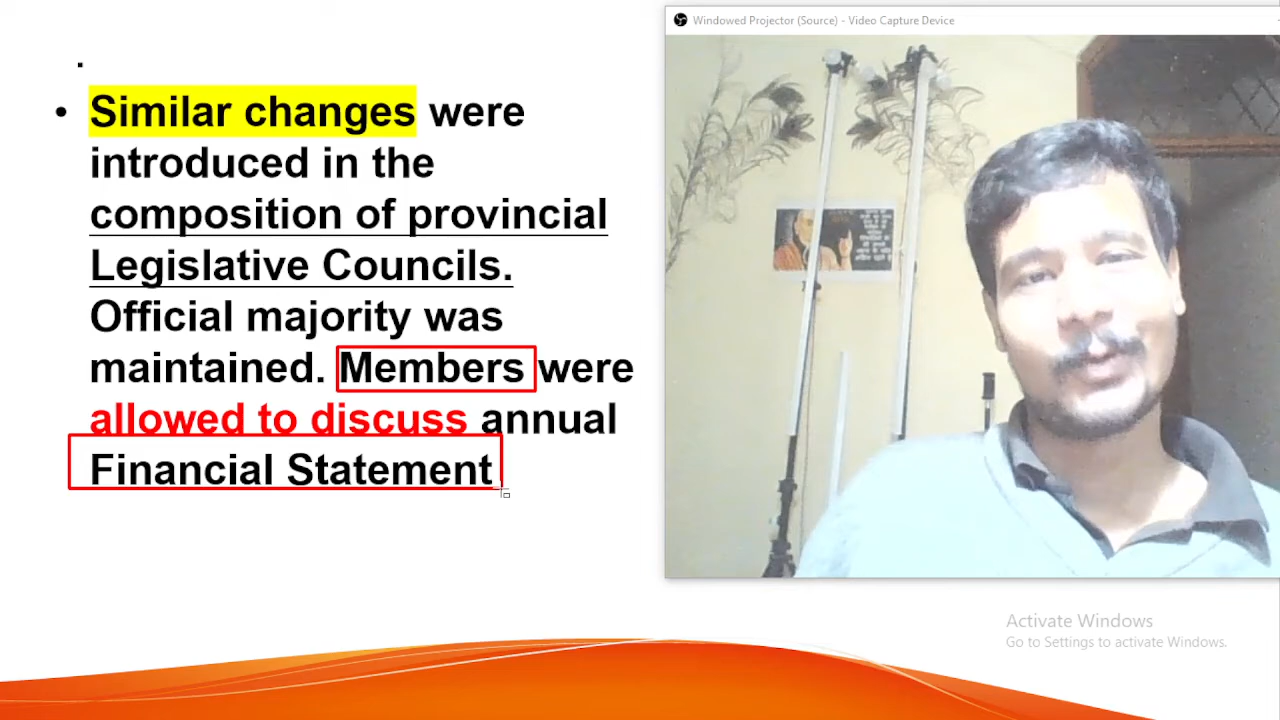 Windowed Projector (Source) - Video Capture Device
• Similar changes were
introduced in the
composition of provincial
Legislative Councils.
Official majority was
maintained. Members were
allowed to discuss annual
Financial Statement
Activate Windows
Go to Settings to activate Windows.